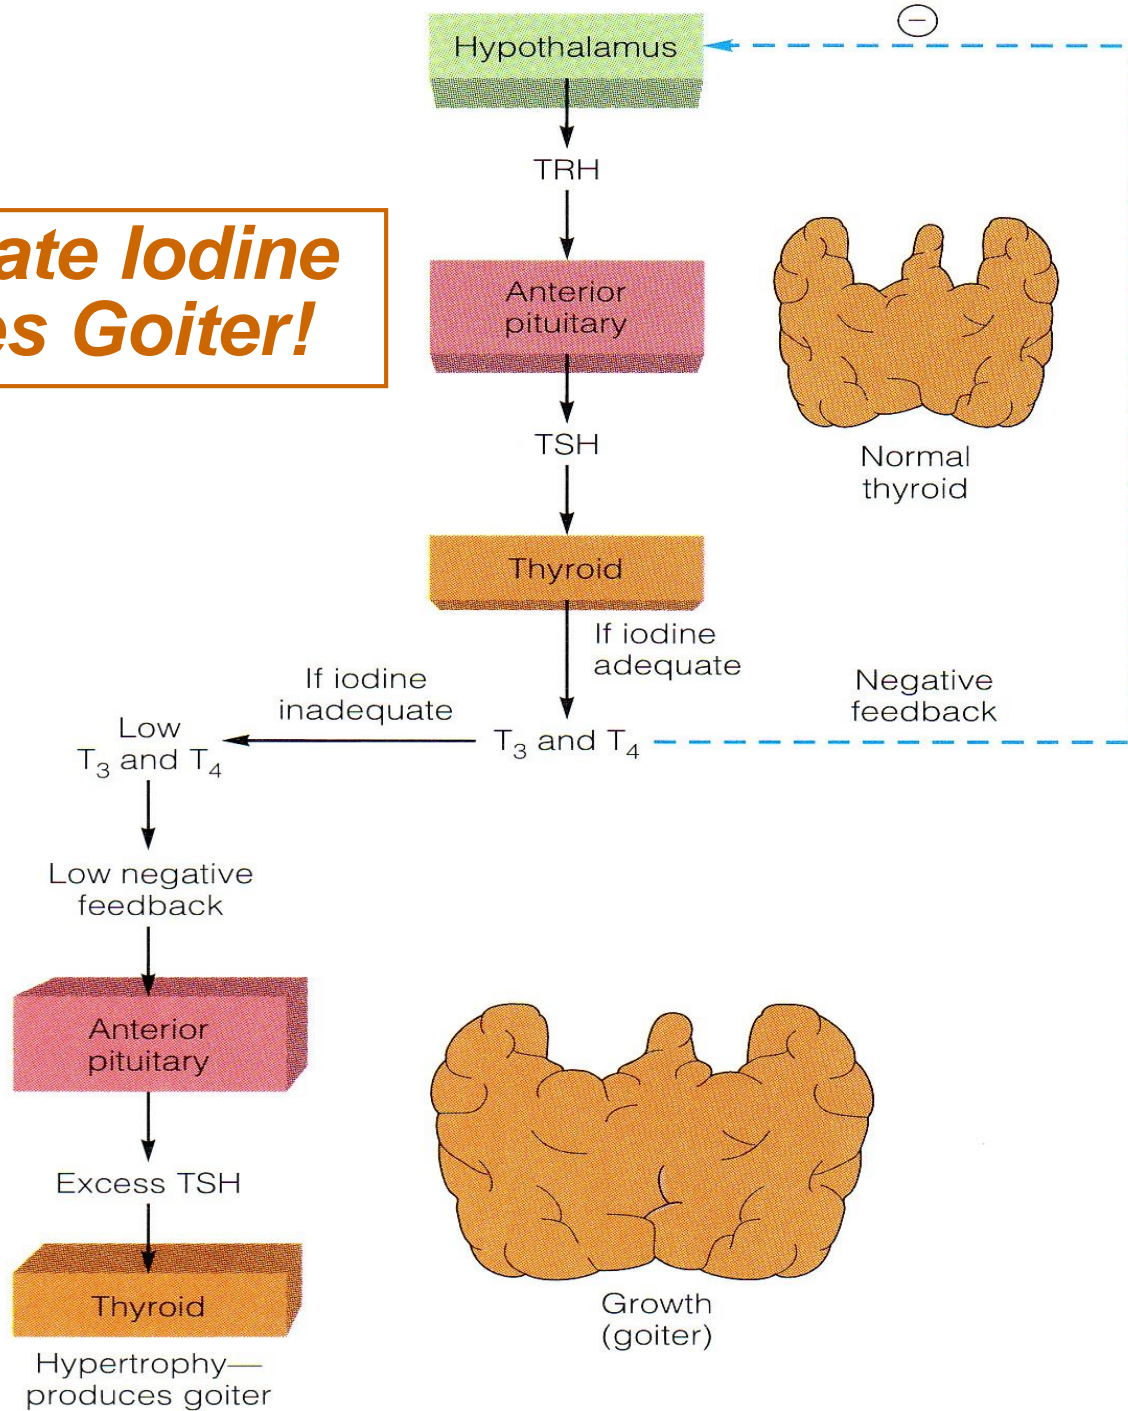 Hypothalamus
−
TRH
ate Iodine
es Goiter!
Anterior
pituitary
TSH
Normal
thyroid
Thyroid
If iodine
adequate
If iodine
inadequate
Negative
feedback
Low
T₃ and T₄
T₃ and T₄
Low negative
feedback
Anterior
pituitary
Excess TSH
Thyroid
Growth
(goiter)
Hypertrophy—
produces goiter